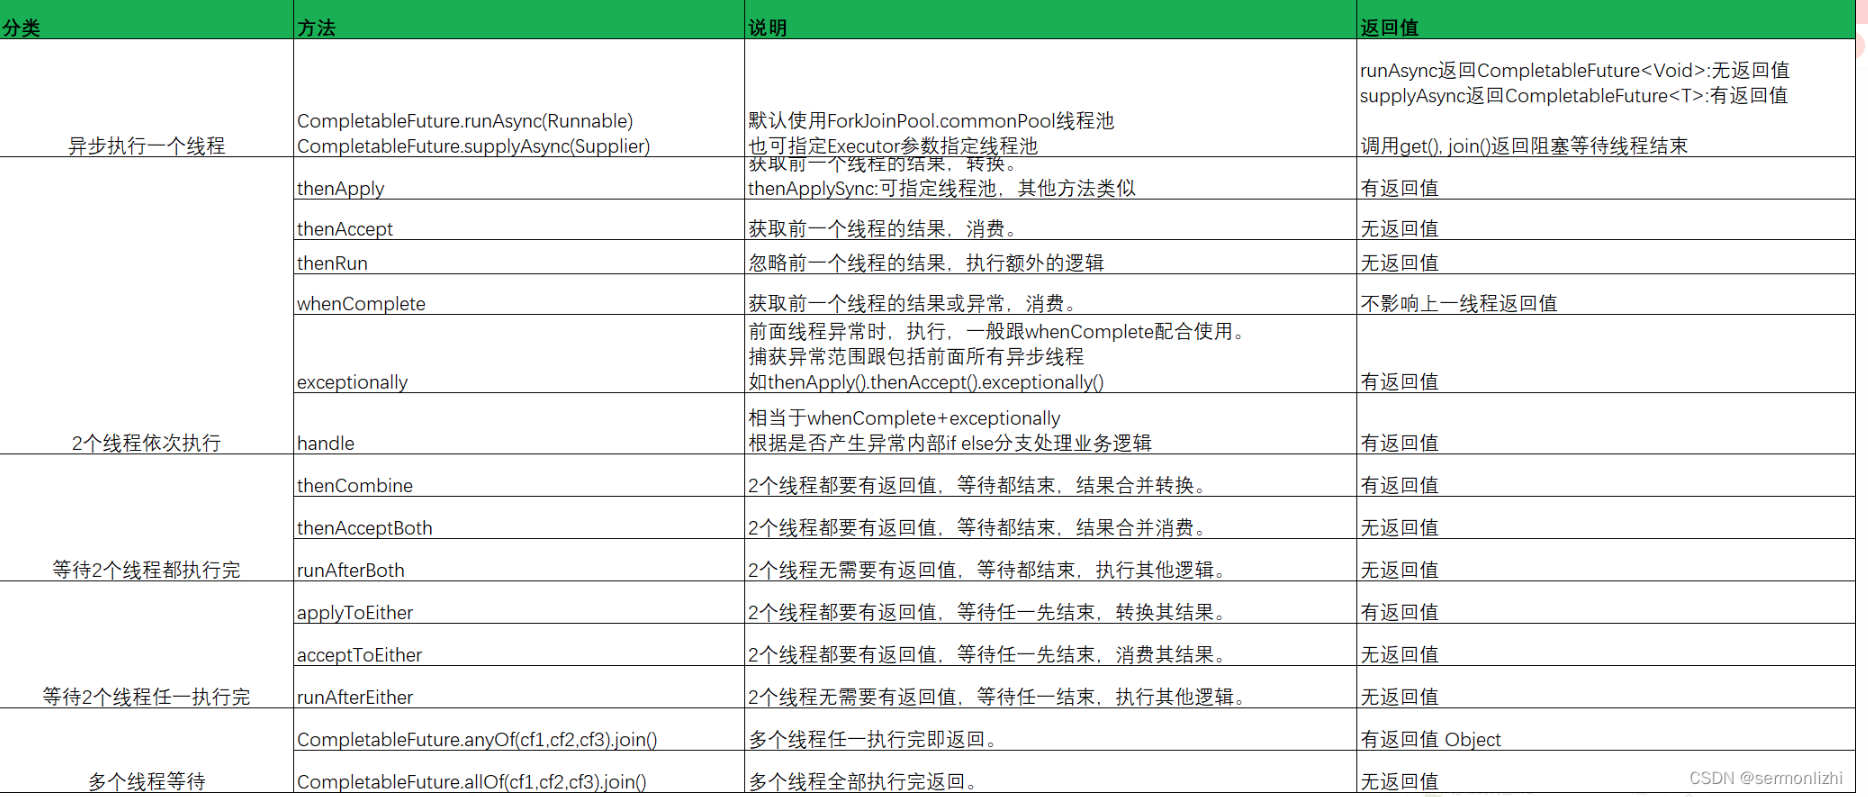 分类 方法 说明 返回值
异步执行一个线程
CompletableFuture.runAsync(Runnable)
CompletableFuture.supplyAsync(Supplier)
默认使用ForkJoinPool.commonPool线程池
也可指定Executor参数指定线程池
runAsync返回CompletableFuture<Void>:无返回值
supplyAsync返回CompletableFuture<T>:有返回值
调用get(), join()返回阻塞等待线程结束
2个线程依次执行
thenApply
获取前一个线程的结果，转换。
thenApplySync:可指定线程池，其他方法类似
有返回值
thenAccept 获取前一个线程的结果，消费。 无返回值
thenRun 忽略前一个线程的结果，执行额外的逻辑 无返回值
whenComplete 获取前一个线程的结果或异常，消费。 不影响上一线程返回值
exceptionally
前面线程异常时，执行，一般跟whenComplete配合使用。
捕获异常范围跟包括前面所有异步线程
如thenApply().thenAccept().exceptionally()
有返回值
handle
相当于whenComplete+exceptionally
根据是否产生异常内部if else分支处理业务逻辑
有返回值
等待2个线程都执行完
thenCombine 2个线程都要有返回值，等待都结束，结果合并转换。 有返回值
thenAcceptBoth 2个线程都要有返回值，等待都结束，结果合并消费。 无返回值
runAfterBoth 2个线程无需要有返回值，等待都结束，执行其他逻辑。 无返回值
等待2个线程任一执行完
applyToEither 2个线程都要有返回值，等待任一先结束，转换其结果。 有返回值
acceptToEither 2个线程都要有返回值，等待任一先结束，消费其结果。 无返回值
runAfterEither 2个线程无需要有返回值，等待任一结束，执行其他逻辑。 无返回值
多个线程等待
CompletableFuture.anyOf(cf1,cf2,cf3).join() 多个线程任一执行完即返回。 有返回值 Object
CompletableFuture.allOf(cf1,cf2,cf3).join() 多个线程全部执行完返回。 无返回值
CSDN @sermonlizhi